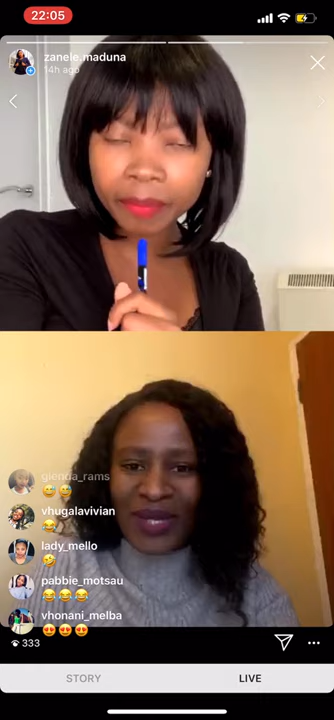 22:05
zanele.maduna
14h ago
glenda_rams
😅😅
vhugalavivian
😂
lady_mello
🤣
pabbie_motsau
😂😂😂
vhonani_melba
😍😍😍
333
STORY
LIVE